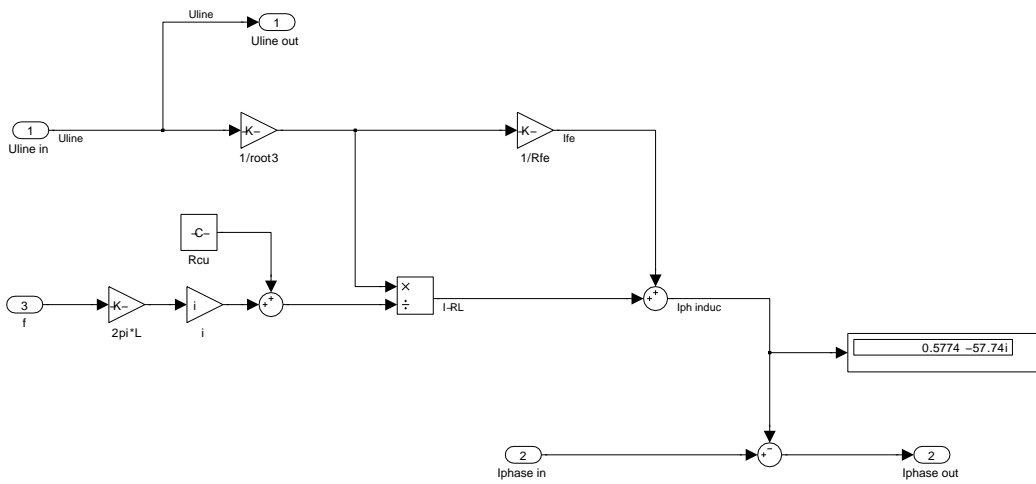 Uline
1
Uline out
1
Uline in
Uline
-K-
1/root3
-K-
1/Rfe
Ife
-C-
Rcu
3
f
-K-
2pi*L
i
i
+
+
×
÷
I-RL
+
+
Iph induc
0.5774 -57.74i
2
Iphase in
-
+
2
Iphase out